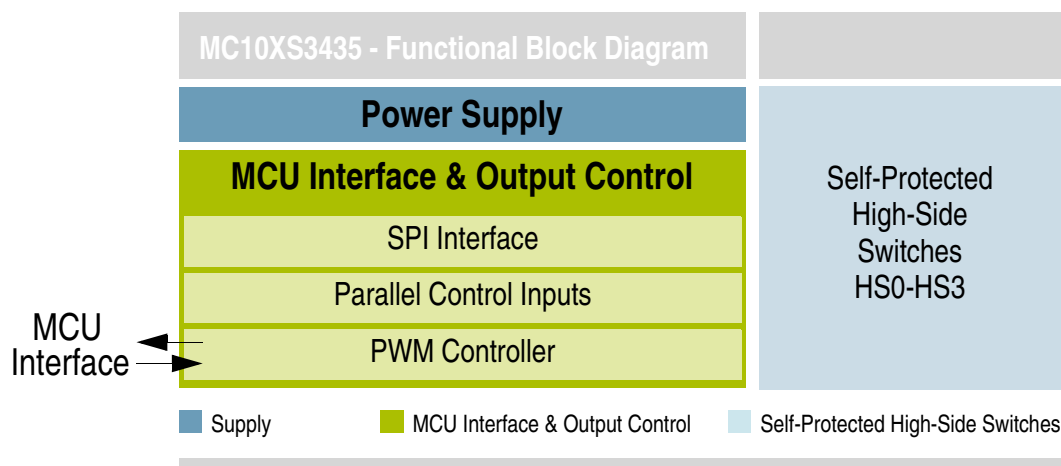 MC10XS3435 - Functional Block Diagram
Power Supply
MCU Interface & Output Control
SPI Interface
Parallel Control Inputs
PWM Controller
MCU
Interface
Self-Protected
High-Side
Switches
HS0-HS3
Supply
MCU Interface & Output Control
Self-Protected High-Side Switches